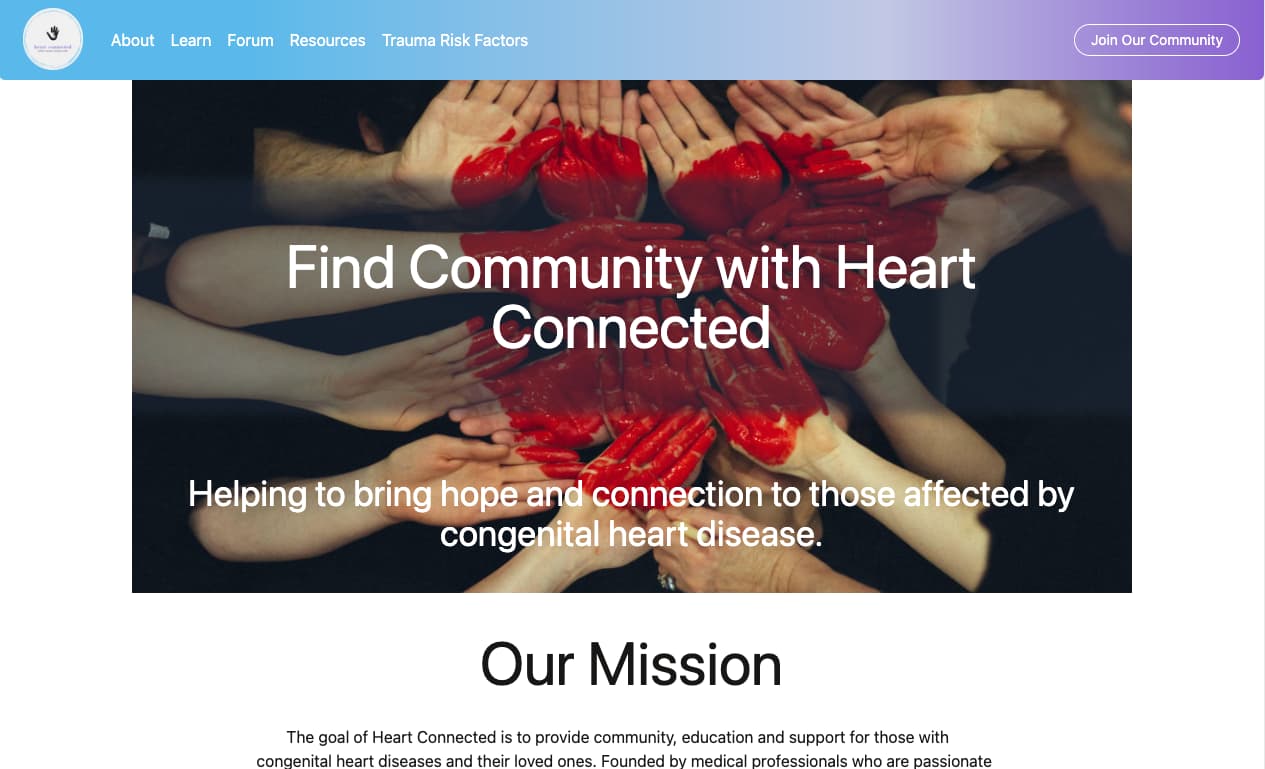 heart connected
About
Learn
Forum
Resources
Trauma Risk Factors
Join Our Community
Find Community with Heart
Connected
Helping to bring hope and connection to those affected by
congenital heart disease.
Our Mission
The goal of Heart Connected is to provide community, education and support for those with
congenital heart diseases and their loved ones. Founded by medical professionals who are passionate